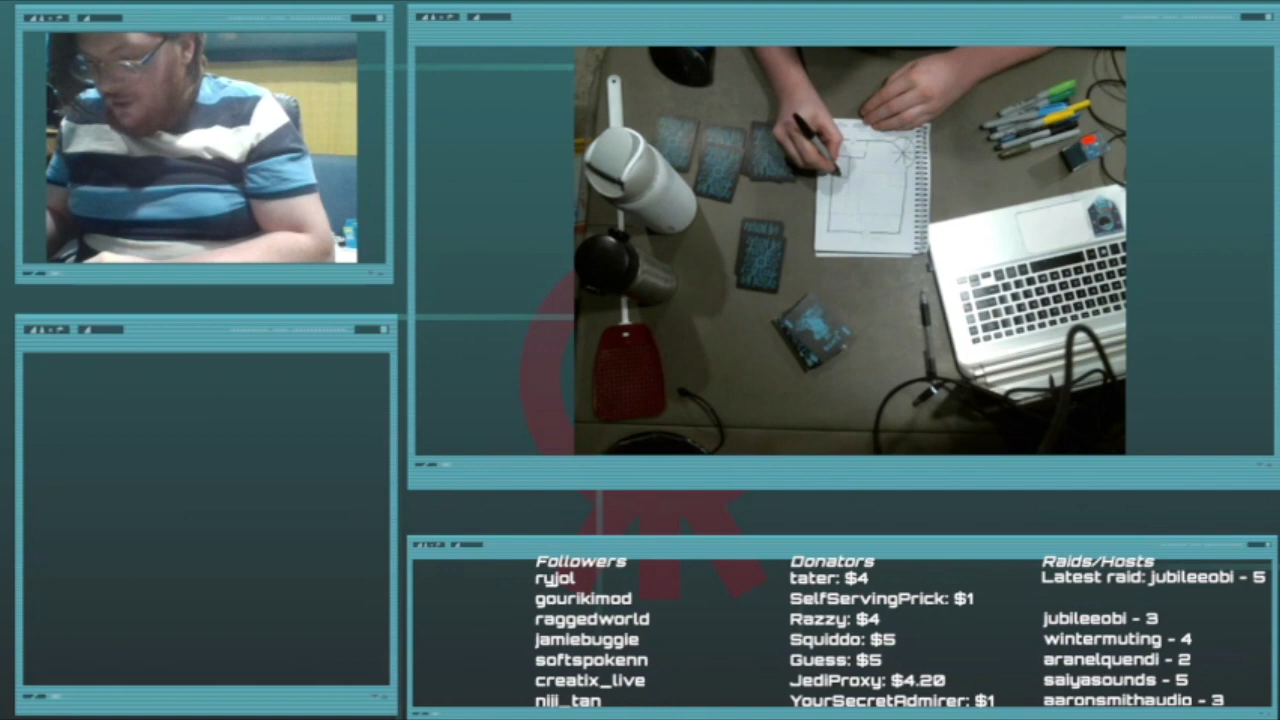 Followers
ryjol
gourikimod
raggedworld
jamiebuggie
softspokenn
creatix_live
niji_tan
Donators
tater: $4
SelfServingPrick: $1
Razzy: $4
Squiddo: $5
Guess: $5
JediProxy: $4.20
YourSecretAdmirer: $1
Raids/Hosts
Latest raid: jubileeobi - 5
jubileeobi - 3
wintermuting - 4
aranelquendi - 2
saiyasounds - 5
aaronsmithaudio - 3